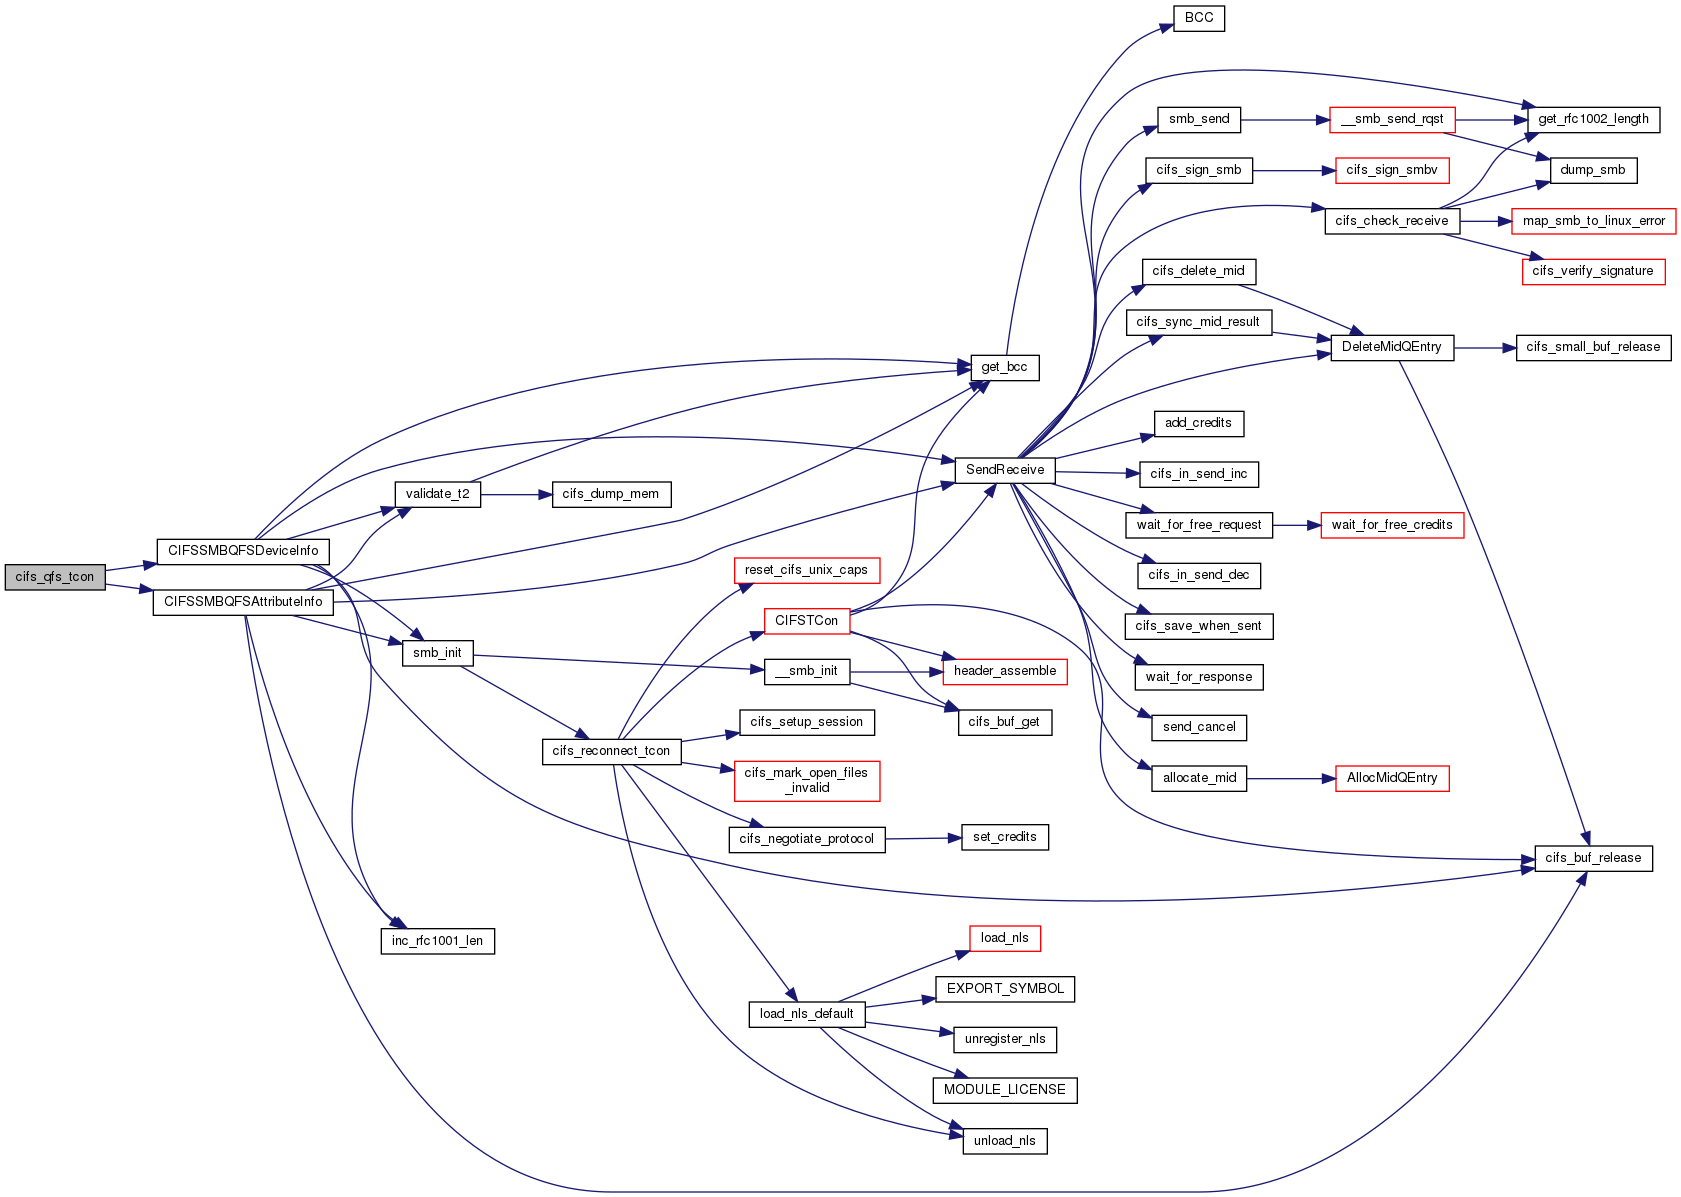 BCC
smb_send
__smb_send_rqst
get_rfc1002_length
cifs_sign_smb
cifs_sign_smbv
dump_smb
cifs_check_receive
map_smb_to_linux_error
cifs_delete_mid
cifs_verify_signature
cifs_sync_mid_result
DeleteMidQEntry
cifs_small_buf_release
get_bcc
add_credits
SendReceive
cifs_in_send_inc
validate_t2
cifs_dump_mem
wait_for_free_request
wait_for_free_credits
CIFSSMBQFSDeviceInfo
cifs_qfs_tcon
reset_cifs_unix_caps
cifs_in_send_dec
CIFSSMBQFSAttributeInfo
CIFSTCon
cifs_save_when_sent
smb_init
__smb_init
header_assemble
wait_for_response
cifs_setup_session
cifs_buf_get
send_cancel
cifs_reconnect_tcon
cifs_mark_open_files
_invalid
allocate_mid
AllocMidQEntry
cifs_negotiate_protocol
set_credits
cifs_buf_release
inc_rfc1001_len
load_nls
EXPORT_SYMBOL
load_nls_default
unregister_nls
MODULE_LICENSE
unload_nls